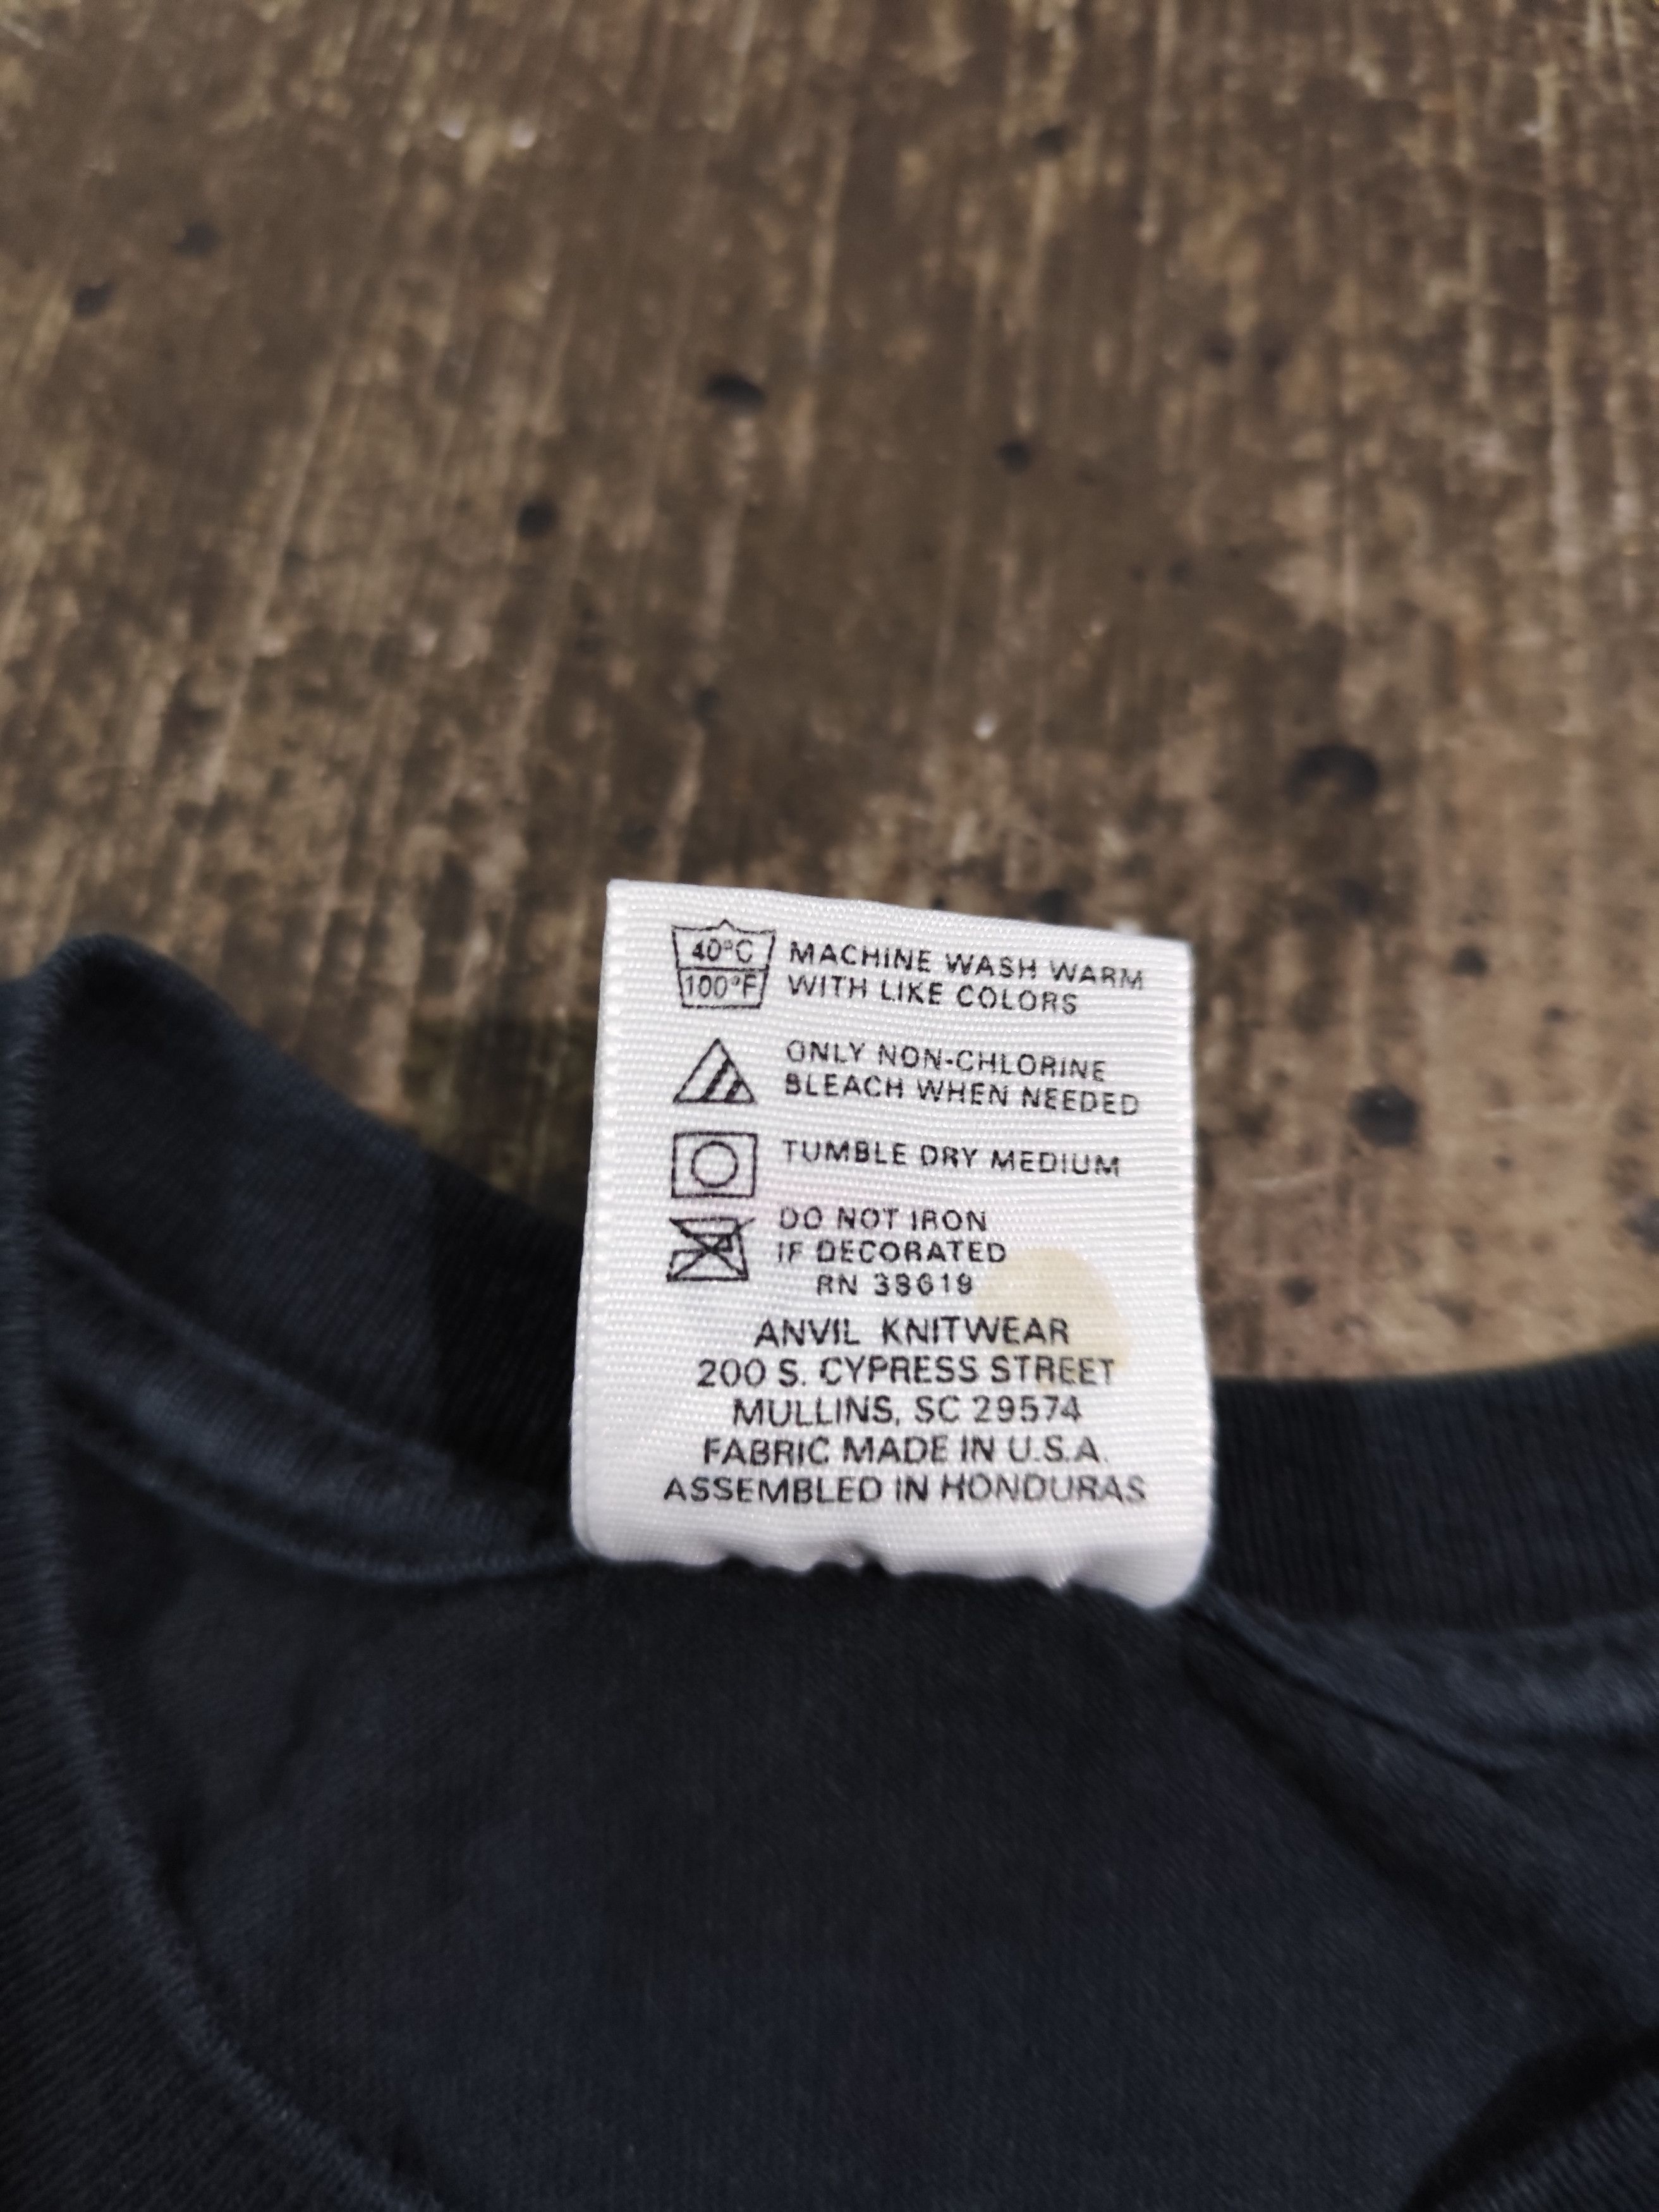 40°C
100°F
MACHINE WASH WARM
WITH LIKE COLORS
ONLY NON-CHLORINE
BLEACH WHEN NEEDED
TUMBLE DRY MEDIUM
DO NOT IRON
IF DECORATED
RN
ANVIL KNITWEAR
200 S. CYPRESS STREET
MULLINS, SC 29574
FABRIC MADE IN U.S.A.
ASSEMBLED IN HONDURAS